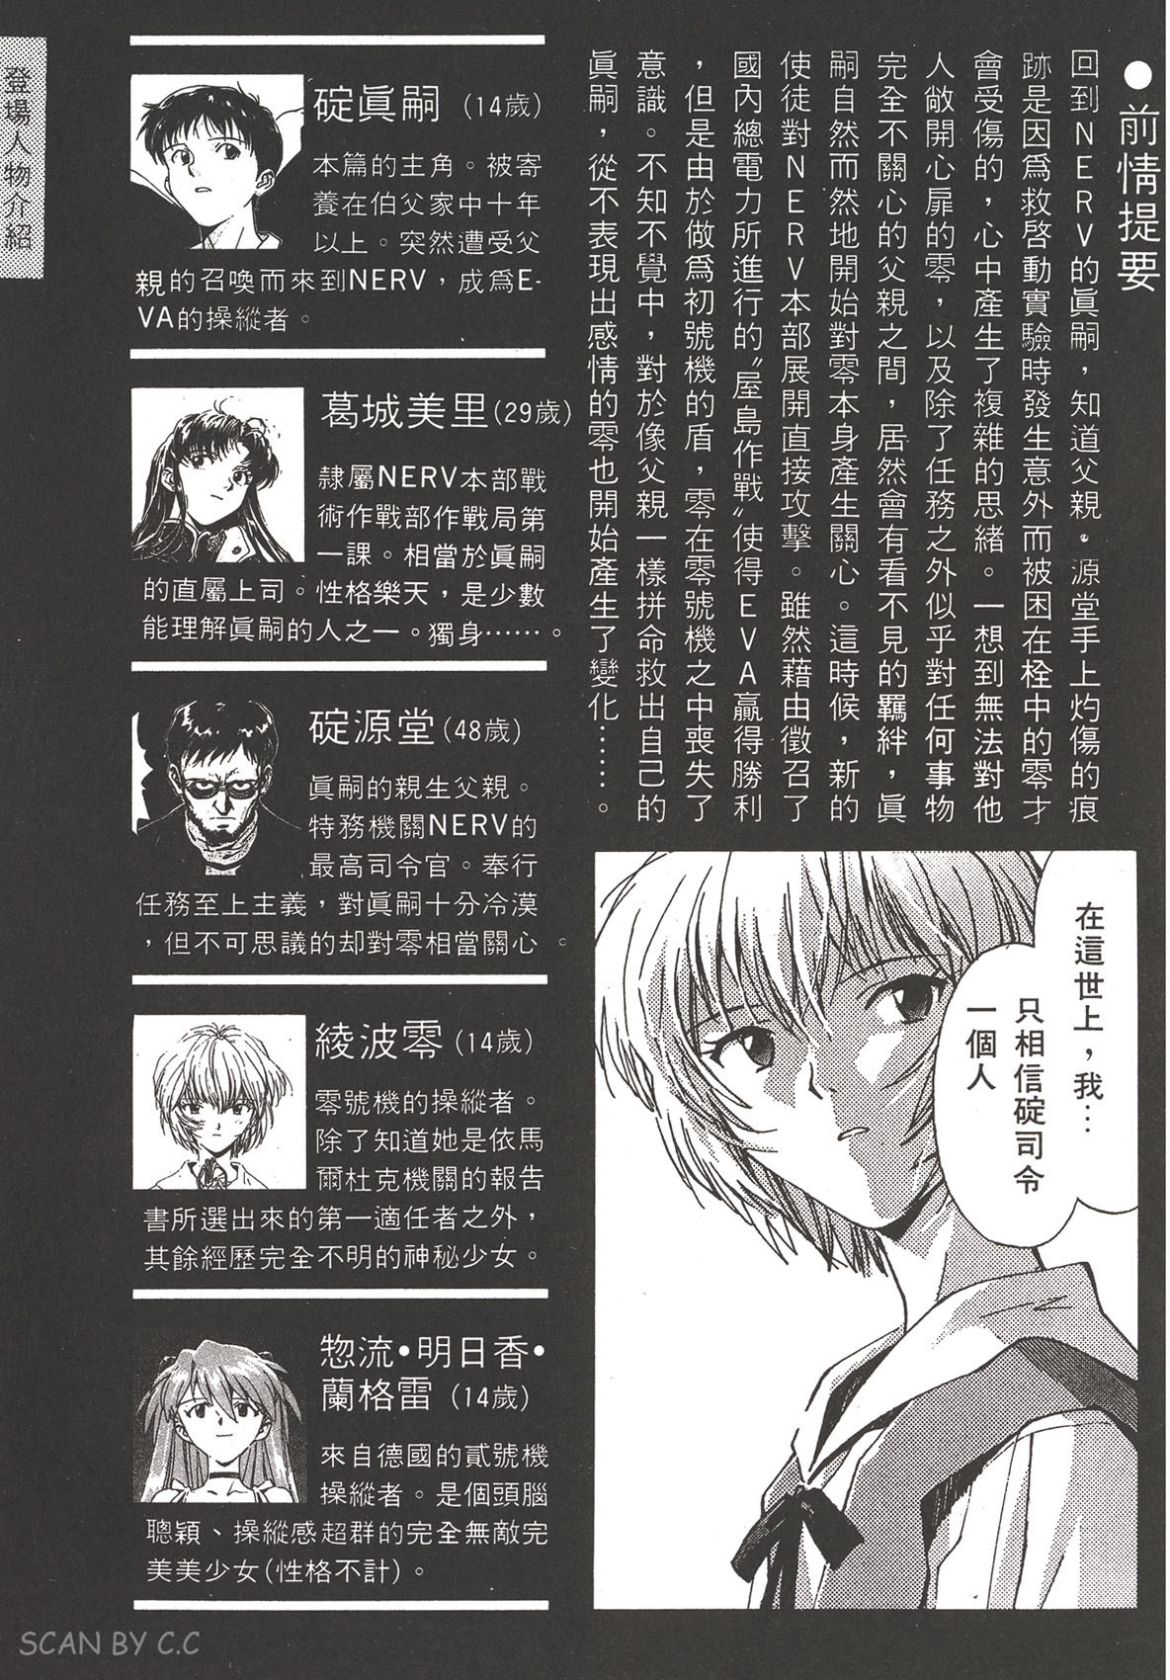 ●前情提要
回到NERV的眞嗣，知道父親·源堂手上灼傷的痕
跡是因爲救啓動實驗時發生意外而被困在栓中的零才
會受傷的，心中產生了複雜的思緒。一想到無法對他
人敞開心扉的零，以及除了任務之外似乎對任何事物
完全不關心的父親之間，居然會有看不見的羈絆，眞
嗣自然而然地開始對零本身產生關心。這時候，新的
使徒對NERV本部展開直接攻擊。雖然藉由徵召了
國內總電力所進行的〝屋島作戰〞使得EVA贏得勝利
，但是由於做爲初號機的盾，零在零號機之中喪失了
意識。不知不覺中，對於像父親一樣拼命救出自己的
眞嗣，從不表現出感情的零也開始產生了變化……。
在這世上，我…
只相信碇司令
一個人
登場人物介紹
碇眞嗣（14歲）
本篇的主角。被寄
養在伯父家中十年
以上。突然遭受父
親的召喚而來到NERV，成爲E-
VA的操縱者。
葛城美里(29歲)
隸屬NERV本部戰
術作戰部作戰局第
一課。相當於眞嗣
的直屬上司。性格樂天，是少數
能理解眞嗣的人之一。獨身……。
碇源堂(48歲)
眞嗣的親生父親。
特務機關NERV的
最高司令官。奉行
任務至上主義，對眞嗣十分冷漠
，但不可思議的却對零相當關心。
綾波零(14歲)
零號機的操縱者。
除了知道她是依馬
爾杜克機關的報告
書所選出來的第一適任者之外，
其餘經歷完全不明的神秘少女。
惣流•明日香•
蘭格雷（14歲）
來自德國的貳號機
操縱者。是個頭腦
聰穎、操縱感超群的完全無敵完
美美少女(性格不計)。
SCAN BY C.C